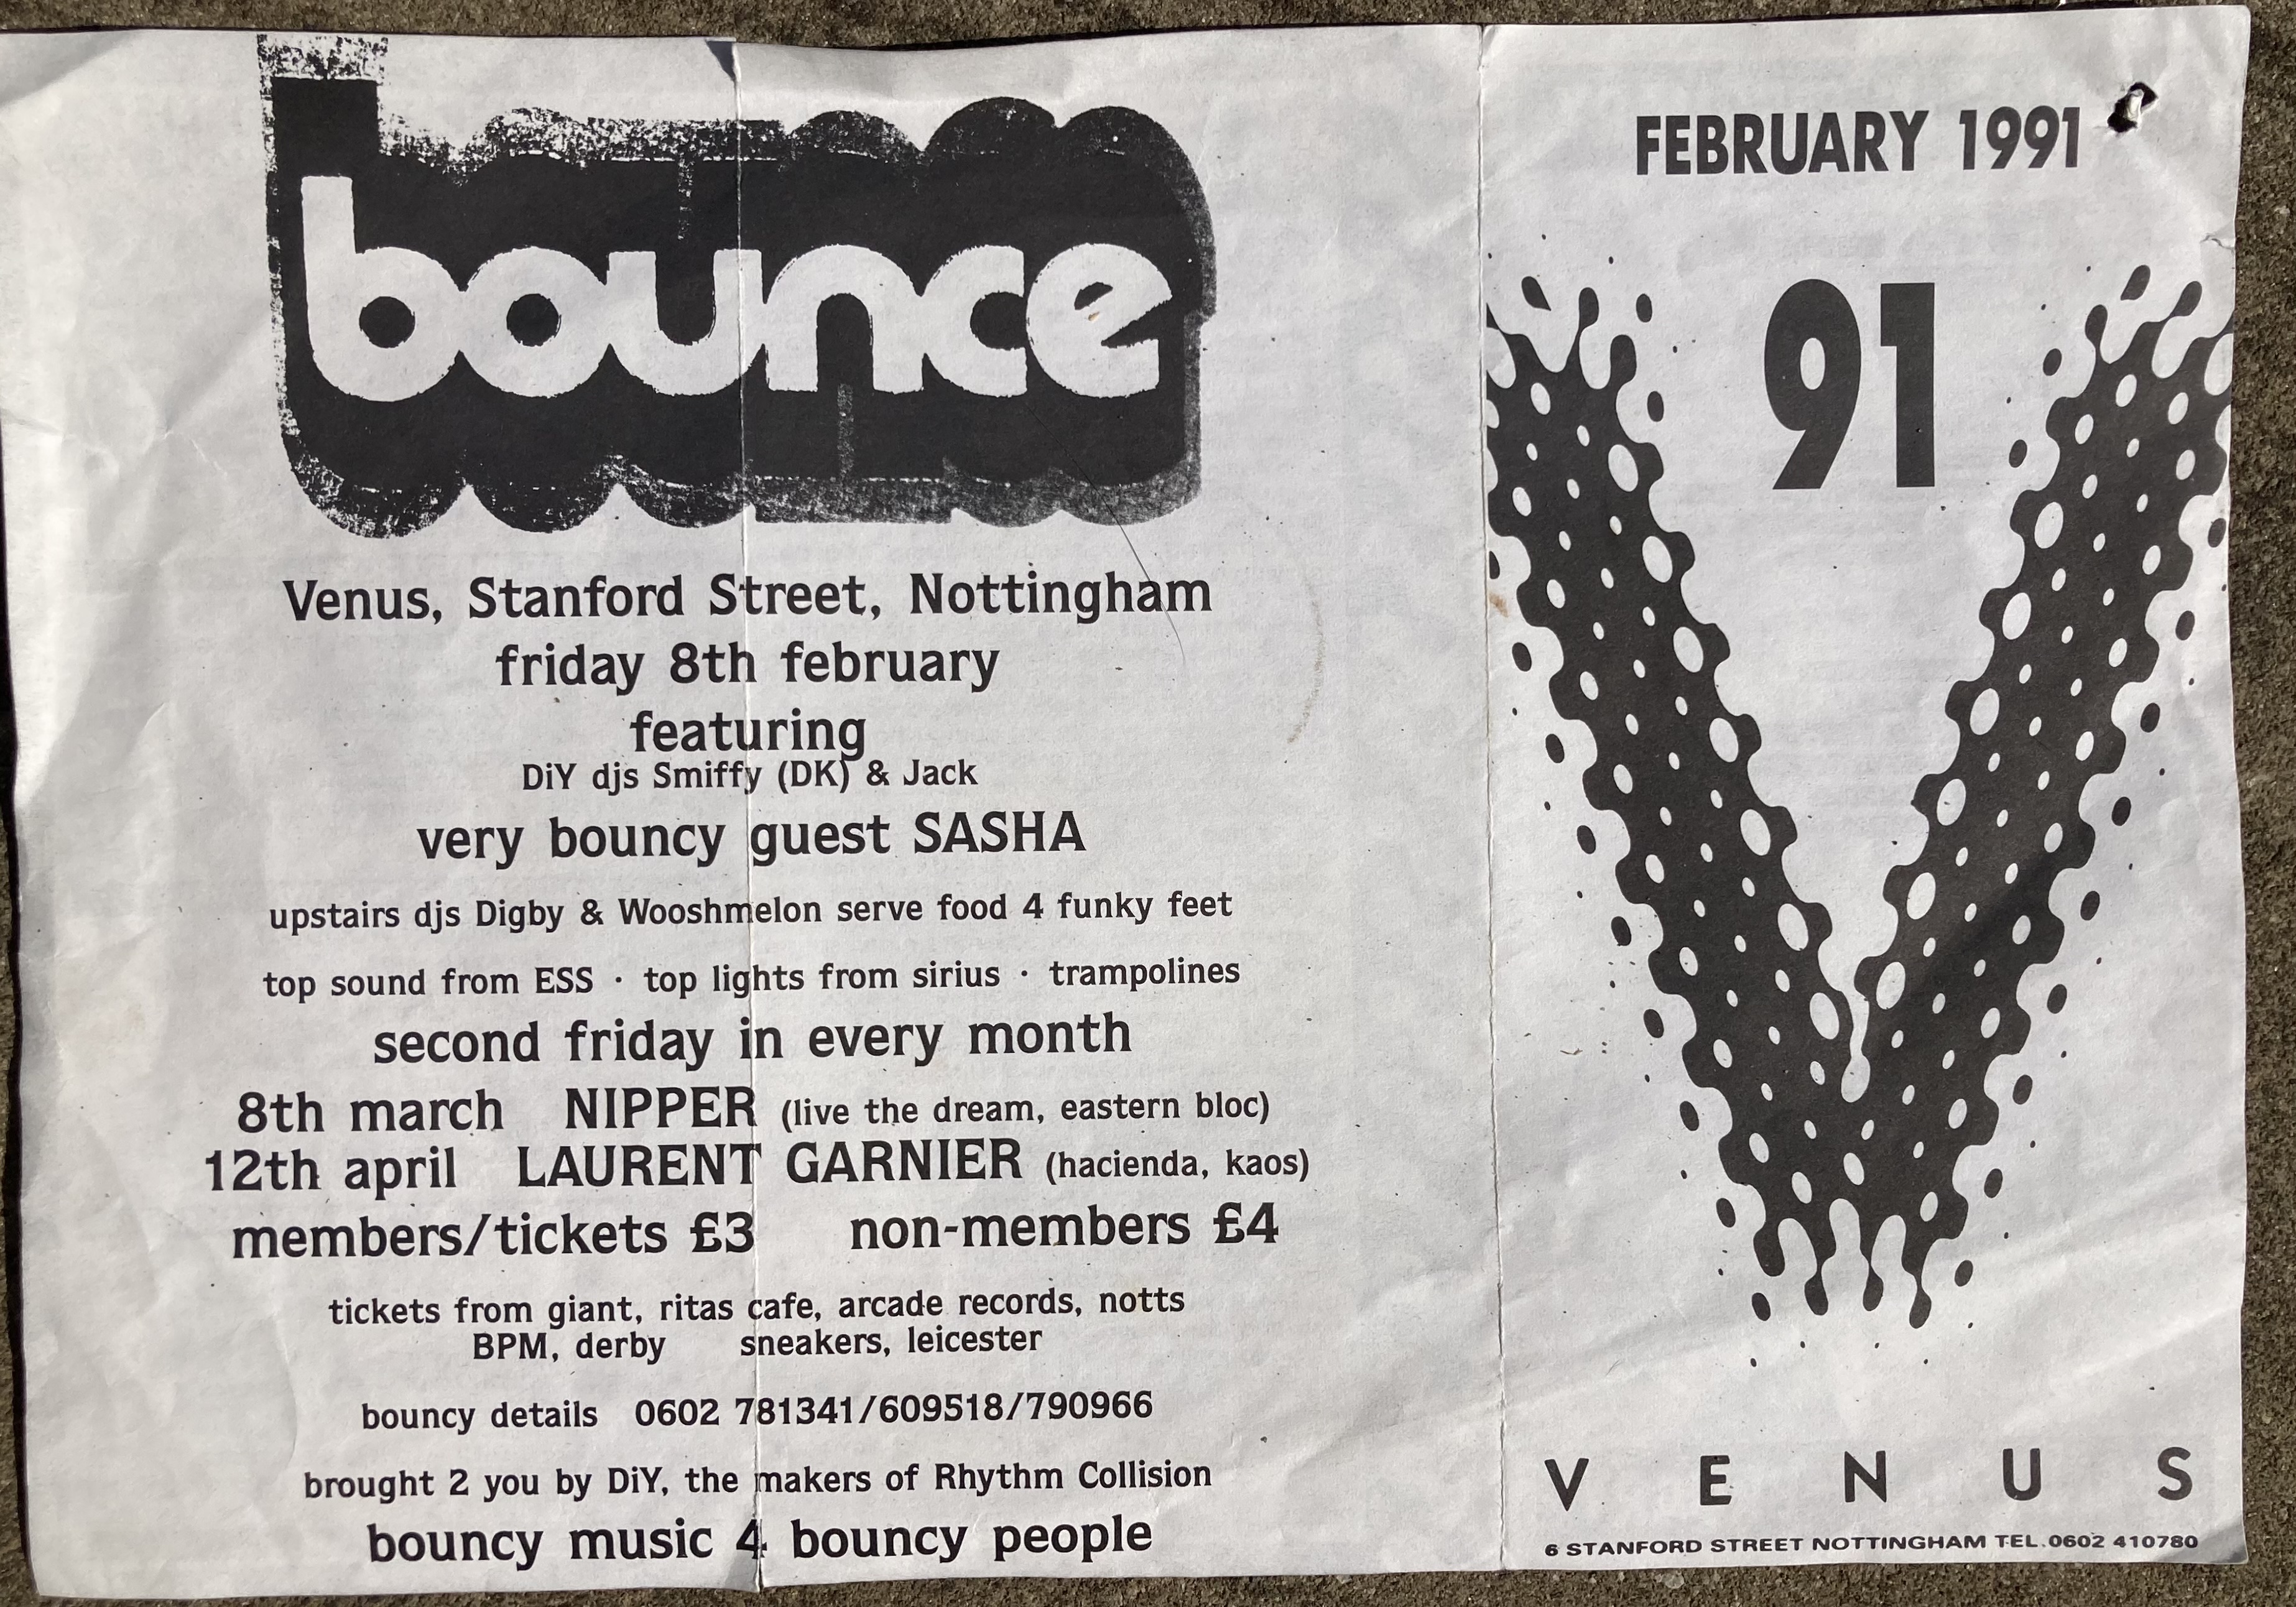 bounce
Venus, Stanford Street, Nottingham
friday 8th february
featuring
DiY djs Smiffy (DK) & Jack
very bouncy guest SASHA
upstairs djs Digby & Wooshmelon serve food 4 funky feet
top sound from ESS · top lights from sirius · trampolines
second friday in every month
8th march NIPPER (live the dream, eastern bloc)
12th april LAURENT GARNIER (hacienda, kaos)
members/tickets £3 non-members £4
tickets from giant, ritas cafe, arcade records, notts
BPM, derby sneakers, leicester
bouncy details 0602 781341/609518/790966
brought 2 you by DiY, the makers of Rhythm Collision
bouncy music 4 bouncy people
FEBRUARY 1991
91
VENUS
6 STANFORD STREET NOTTINGHAM TEL.0602 410780